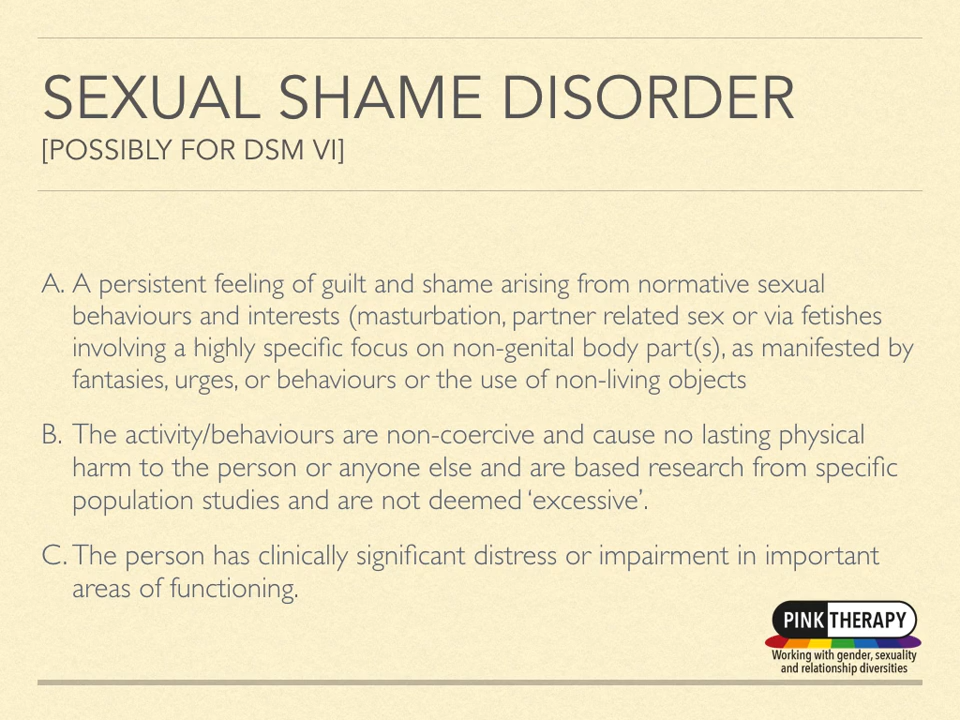 SEXUAL SHAME DISORDER
[POSSIBLY FOR DSM VI]
A. A persistent feeling of guilt and shame arising from normative sexual
behaviours and interests (masturbation, partner related sex or via fetishes
involving a highly specific focus on non-genital body part(s), as manifested by
fantasies, urges, or behaviours or the use of non-living objects
B. The activity/behaviours are non-coercive and cause no lasting physical
harm to the person or anyone else and are based research from specific
population studies and are not deemed ‘excessive’.
C. The person has clinically significant distress or impairment in important
areas of functioning.
PINK THERAPY
Working with gender, sexuality
and relationship diversities